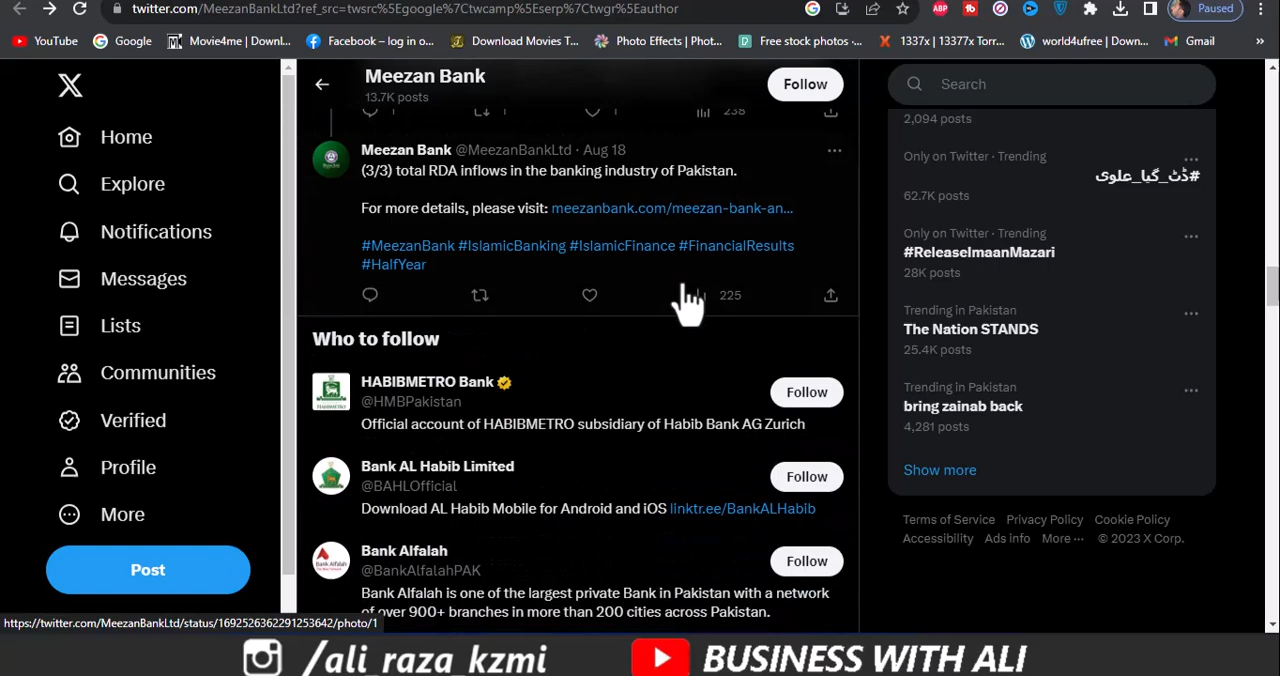 twitter.com/MeezanBankLtd?ref_src=twsrc%5Egoogle%7Ctwcamp%5Eserp%7Ctwgr%5Eauthor
Paused
YouTube
Google
Movie4me | Downl...
Facebook – log in o...
Download Movies T...
Photo Effects | Phot...
Free stock photos -...
1337x | 13377x Torr...
world4ufree | Down...
Gmail
Home
Explore
Notifications
Messages
Lists
Communities
Verified
Profile
More
Post
Meezan Bank
13.7K posts
Follow
1
1
1
238
Meezan Bank @MeezanBankLtd · Aug 18
(3/3) total RDA inflows in the banking industry of Pakistan.
For more details, please visit: meezanbank.com/meezan-bank-an...
#MeezanBank #IslamicBanking #IslamicFinance #FinancialResults
#HalfYear
225
Who to follow
HABIBMETRO Bank
@HMBPakistan
Follow
Official account of HABIBMETRO subsidiary of Habib Bank AG Zurich
Bank AL Habib Limited
@BAHLOfficial
Follow
Download AL Habib Mobile for Android and iOS linktr.ee/BankALHabib
Bank Alfalah
@BankAlfalahPAK
Follow
Bank Alfalah is one of the largest private Bank in Pakistan with a network
of over 900+ branches in more than 200 cities across Pakistan.
Search
2,094 posts
Only on Twitter · Trending
#ڈٹ_گیا_علوی
62.7K posts
Only on Twitter · Trending
#ReleaseImaanMazari
28K posts
Trending in Pakistan
The Nation STANDS
25.4K posts
Trending in Pakistan
bring zainab back
4,281 posts
Show more
Terms of Service Privacy Policy Cookie Policy
Accessibility Ads info More ··· © 2023 X Corp.
https://twitter.com/MeezanBankLtd/status/1692526362291253642/photo/1
/ali_raza_kzmi
BUSINESS WITH ALI